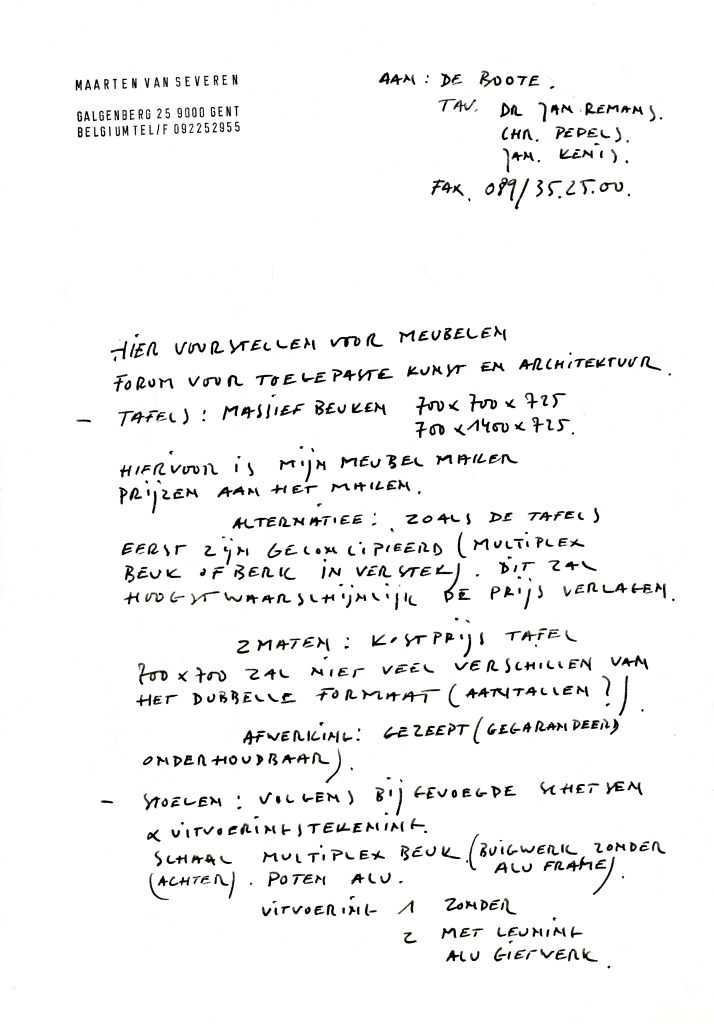 MAARTEN VAN SEVEREN
GALGENBERG 25 9000 GENT
BELGIUM TEL/F 092252955
AAN : DE BOOTE .
TAV. DR JAN REMANS.
CHR. PEPELS.
JAN. KENIS.
FAX. 089/35.25.00.
HIER VOORSTELLEN VOOR MEUBELEN
FORUM VOOR TOEGEPASTE KUNST EN ARCHITEKTUUR.
- TAFELS : MASSIEF BEUKEN 700 x 700 x 725
700 x 1400 x 725.
HIERVOOR IS MIJN MEUBEL MAKER
PRIJZEN AAN HET MAKEN.
ALTERNATIEF : ZOALS DE TAFELS
EERST ZIJN GECONCIPIEERD (MULTIPLEX
BEUK OF BERK IN VERSTEK). DIT ZAL
HOOGSTWAARSCHIJNLIJK DE PRIJS VERLAGEN.
2 MATEN : KOSTPRIJS TAFEL
700 x 700 ZAL NIET VEEL VERSCHILLEN VAN
HET DUBBELE FORMAAT (AANTALLEN ?)
AFWERKING : GEZEEPT (GEGARANDEERD
ONDERHOUDBAAR).
- STOELEN : VOLGENS BIJGEVOEGDE SCHETSEN
& UITVOERINGSTEKENING.
SCHAAL MULTIPLEX BEUK. (BUIGWERK ZONDER
ALU FRAME).
(ACHTER). POTEN ALU.
UITVOERING 1 ZONDER
2 MET LEUNING
ALU GIETWERK.